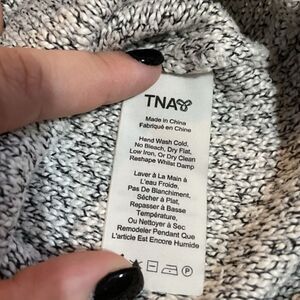 TNA
Made in China
Fabriqué en Chine
Hand Wash Cold,
No Bleach, Dry Flat,
Low Iron, Or Dry Clean
Reshape Whilst Damp
Laver à La Main à
L'eau Froide,
Pas De Blanchiment,
Sécher à Plat,
Repasser à Basse
Température,
Ou Nettoyer à Sec
Remodeler Pendant Que
L'article Est Encore Humide